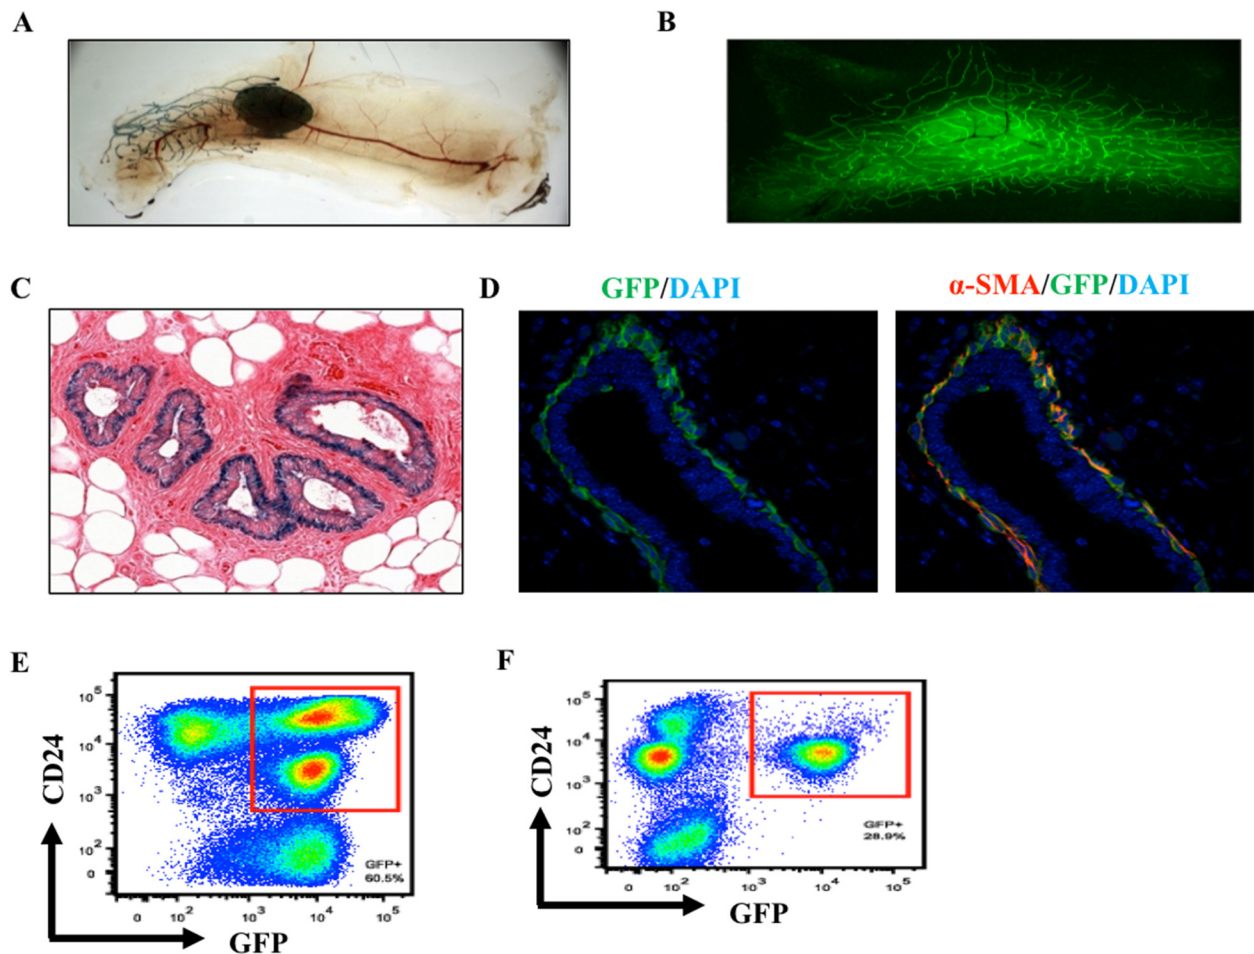 A
B
C
D
GFP/DAPI
α-SMA/GFP/DAPI
E
F
CD24
10⁵
10⁴
10³
10²
0
GFP+
60.5%
0
10²
10³
10⁴
10⁵
GFP
CD24
10⁵
10⁴
10³
10²
0
GFP+
28.9%
0
10²
10³
10⁴
10⁵
GFP